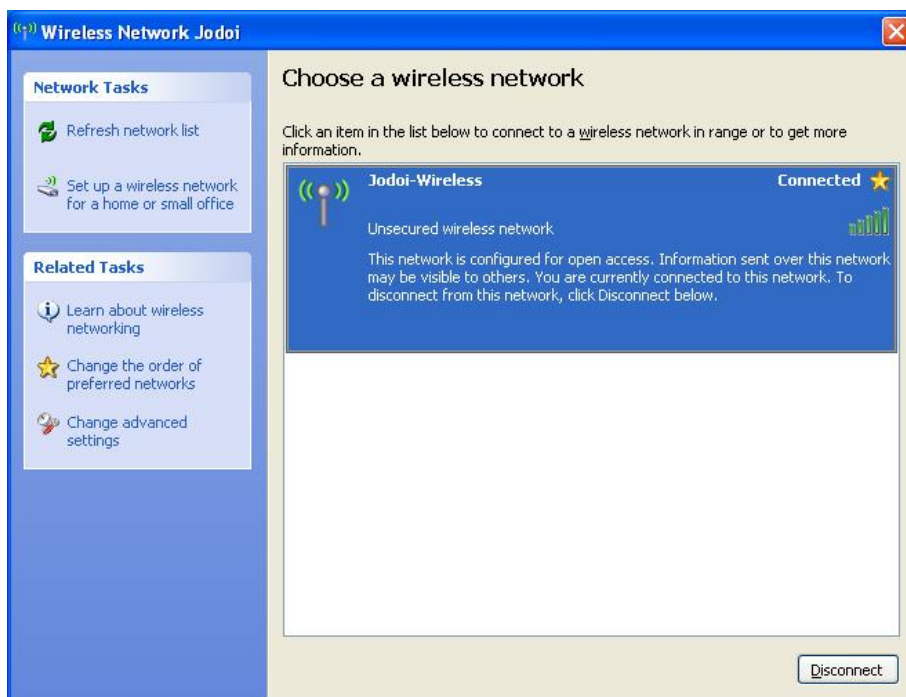 Wireless Network Jodoi
Network Tasks
Refresh network list
Set up a wireless network
for a home or small office
Related Tasks
Learn about wireless
networking
Change the order of
preferred networks
Change advanced
settings
Choose a wireless network
Click an item in the list below to connect to a wireless network in range or to get more
information.
Jodoi-Wireless
Connected
Unsecured wireless network
This network is configured for open access. Information sent over this network
may be visible to others. You are currently connected to this network. To
disconnect from this network, click Disconnect below.
Disconnect